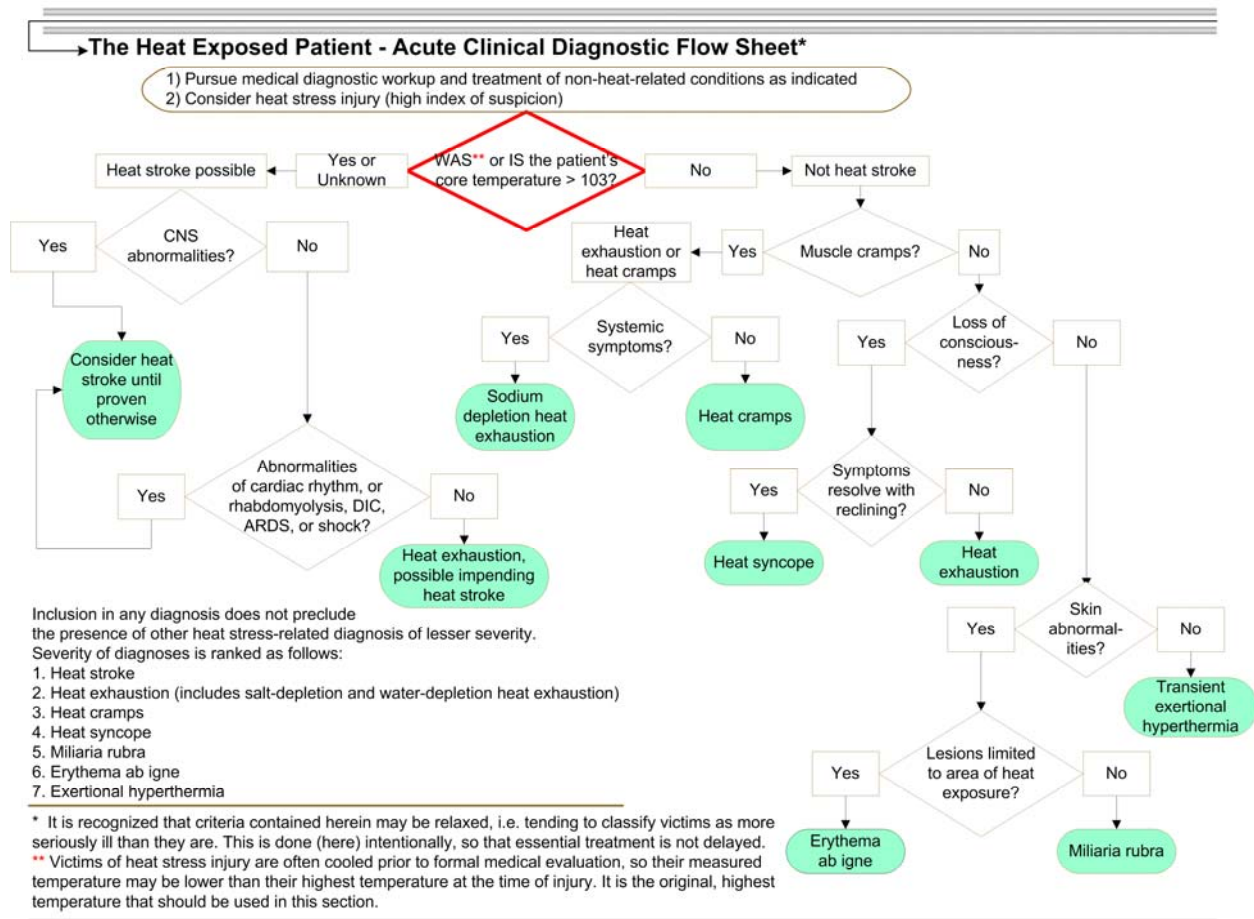 The Heat Exposed Patient - Acute Clinical Diagnostic Flow Sheet*
1) Pursue medical diagnostic workup and treatment of non-heat-related conditions as indicated
2) Consider heat stress injury (high index of suspicion)
Heat stroke possible
Yes or
Unknown
WAS** or IS the patient's
core temperature > 103?
No
Not heat stroke
Yes
CNS
abnormalities?
No
Heat
exhaustion or
heat cramps
Yes
Muscle cramps?
No
Consider heat
stroke until
proven
otherwise
Yes
Systemic
symptoms?
No
Yes
Loss of
conscious-
ness?
No
Sodium
depletion heat
exhaustion
Heat cramps
Yes
Abnormalities
of cardiac rhythm, or
rhabdomyolysis, DIC,
ARDS, or shock?
No
Yes
Symptoms
resolve with
reclining?
No
Heat exhaustion,
possible impending
heat stroke
Heat syncope
Heat
exhaustion
Yes
Skin
abnormal-
ities?
No
Transient
exertional
hyperthermia
Yes
Lesions limited
to area of heat
exposure?
No
Erythema
ab igne
Miliaria rubra
Inclusion in any diagnosis does not preclude
the presence of other heat stress-related diagnosis of lesser severity.
Severity of diagnoses is ranked as follows:
1. Heat stroke
2. Heat exhaustion (includes salt-depletion and water-depletion heat exhaustion)
3. Heat cramps
4. Heat syncope
5. Miliaria rubra
6. Erythema ab igne
7. Exertional hyperthermia
* It is recognized that criteria contained herein may be relaxed, i.e. tending to classify victims as more
seriously ill than they are. This is done (here) intentionally, so that essential treatment is not delayed.
** Victims of heat stress injury are often cooled prior to formal medical evaluation, so their measured
temperature may be lower than their highest temperature at the time of injury. It is the original, highest
temperature that should be used in this section.